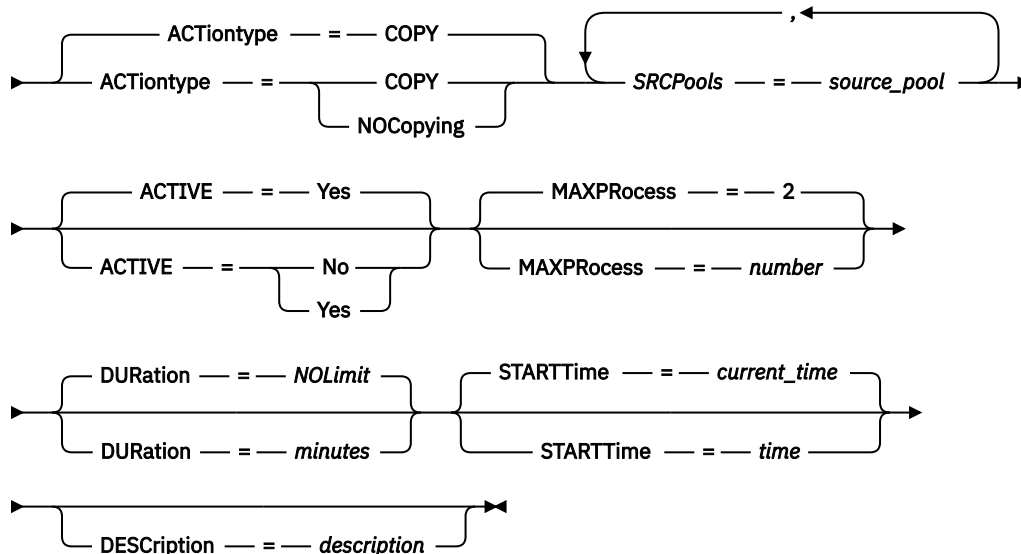 ,
ACTiontype = COPY
ACTiontype = COPY SRCPools = source_pool
NOCopying
ACTIVE = Yes MAXPRocess = 2
ACTIVE = No MAXPRocess = number
Yes
DURation = NOLimit STARTTime = current_time
DURation = minutes STARTTime = time
DESCription = description